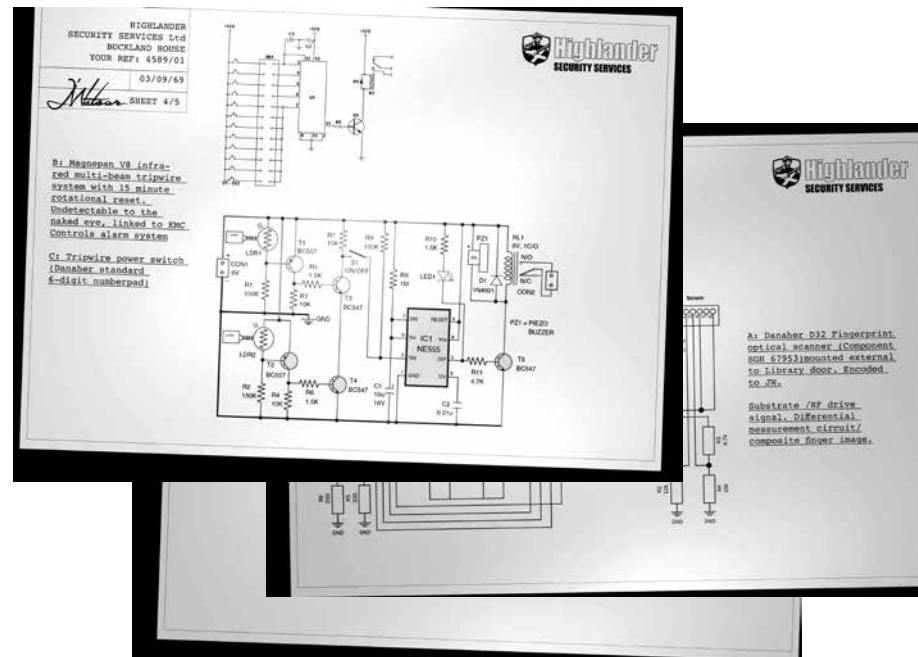 HIGHLANDER
SECURITY SERVICES Ltd
BUCKLAND HOUSE
YOUR REF: 4589/01
03/09/69
SHEET 4/5
Highlander
SECURITY SERVICES
B: Magnepan V8 infra-
red multi-beam tripwire
system with 15 minute
rotational reset.
Undetectable to the
naked eye, linked to KMC
Controls alarm system
C: Tripwire power switch
(Danaher standard
6-digit numberpad)
LDR1
CON1
R1
150K
T1
BC557
R3
10K
R5
1.5K
GND
R7
15K
S1
ON/OFF
T3
BC547
R9
1M
R10
1.5K
LED1
PZ1
D1
1N4001
RL1
6V, 1C/O
N/O
N/C
CON2
PZ1 = PIEZO
BUZZER
LDR2
T2
BC557
R2
150K
R4
10K
R6
1.5K
T4
BC547
C1
10u
16V
IC1
NE555
RESET
Vcc
GND
CV
R11
4.7K
C2
0.01u
T5
BC547
Highlander
SECURITY SERVICES
Sensor
A: Danaher D32 Fingerprint
optical scanner (Component
SGH 67953)mounted external
to Library door. Encoded
to JW.
Substrate /RF drive
signal. Differential
measurement circuit/
composite finger image.
GND
GND
GND
GND